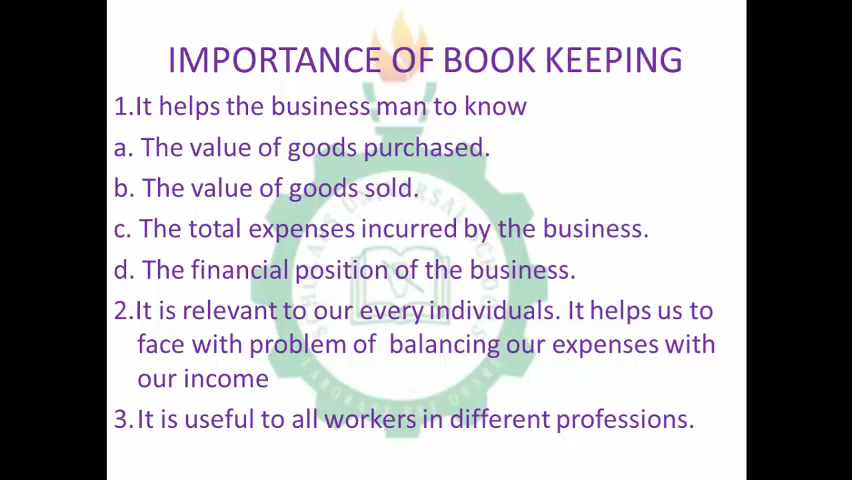 IMPORTANCE OF BOOK KEEPING
1.It helps the business man to know
a. The value of goods purchased.
b. The value of goods sold.
c. The total expenses incurred by the business.
d. The financial position of the business.
2.It is relevant to our every individuals. It helps us to
face with problem of balancing our expenses with
our income
3.It is useful to all workers in different professions.